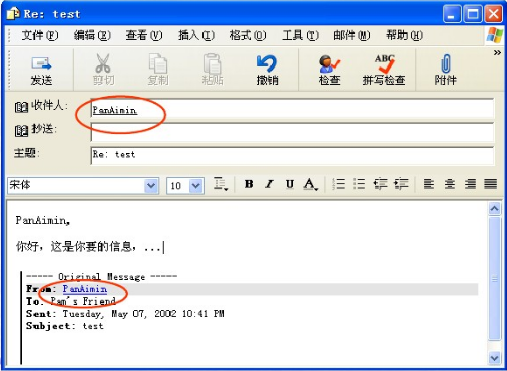 Re: test
文件(F) 编辑(E) 查看(V) 插入(I) 格式(O) 工具(T) 邮件(M) 帮助(H)
发送 剪切 复制 粘贴 撤销 ABC 检查 拼写检查 附件 »
收件人: PanAimin
抄送:
主题: Re: test
宋体 10 B I U A
PanAimin,
你好，这是你要的信息，...
----- Original Message -----
From: PanAimin
To: Pam's Friend
Sent: Tuesday, May 07, 2002 10:41 PM
Subject: test